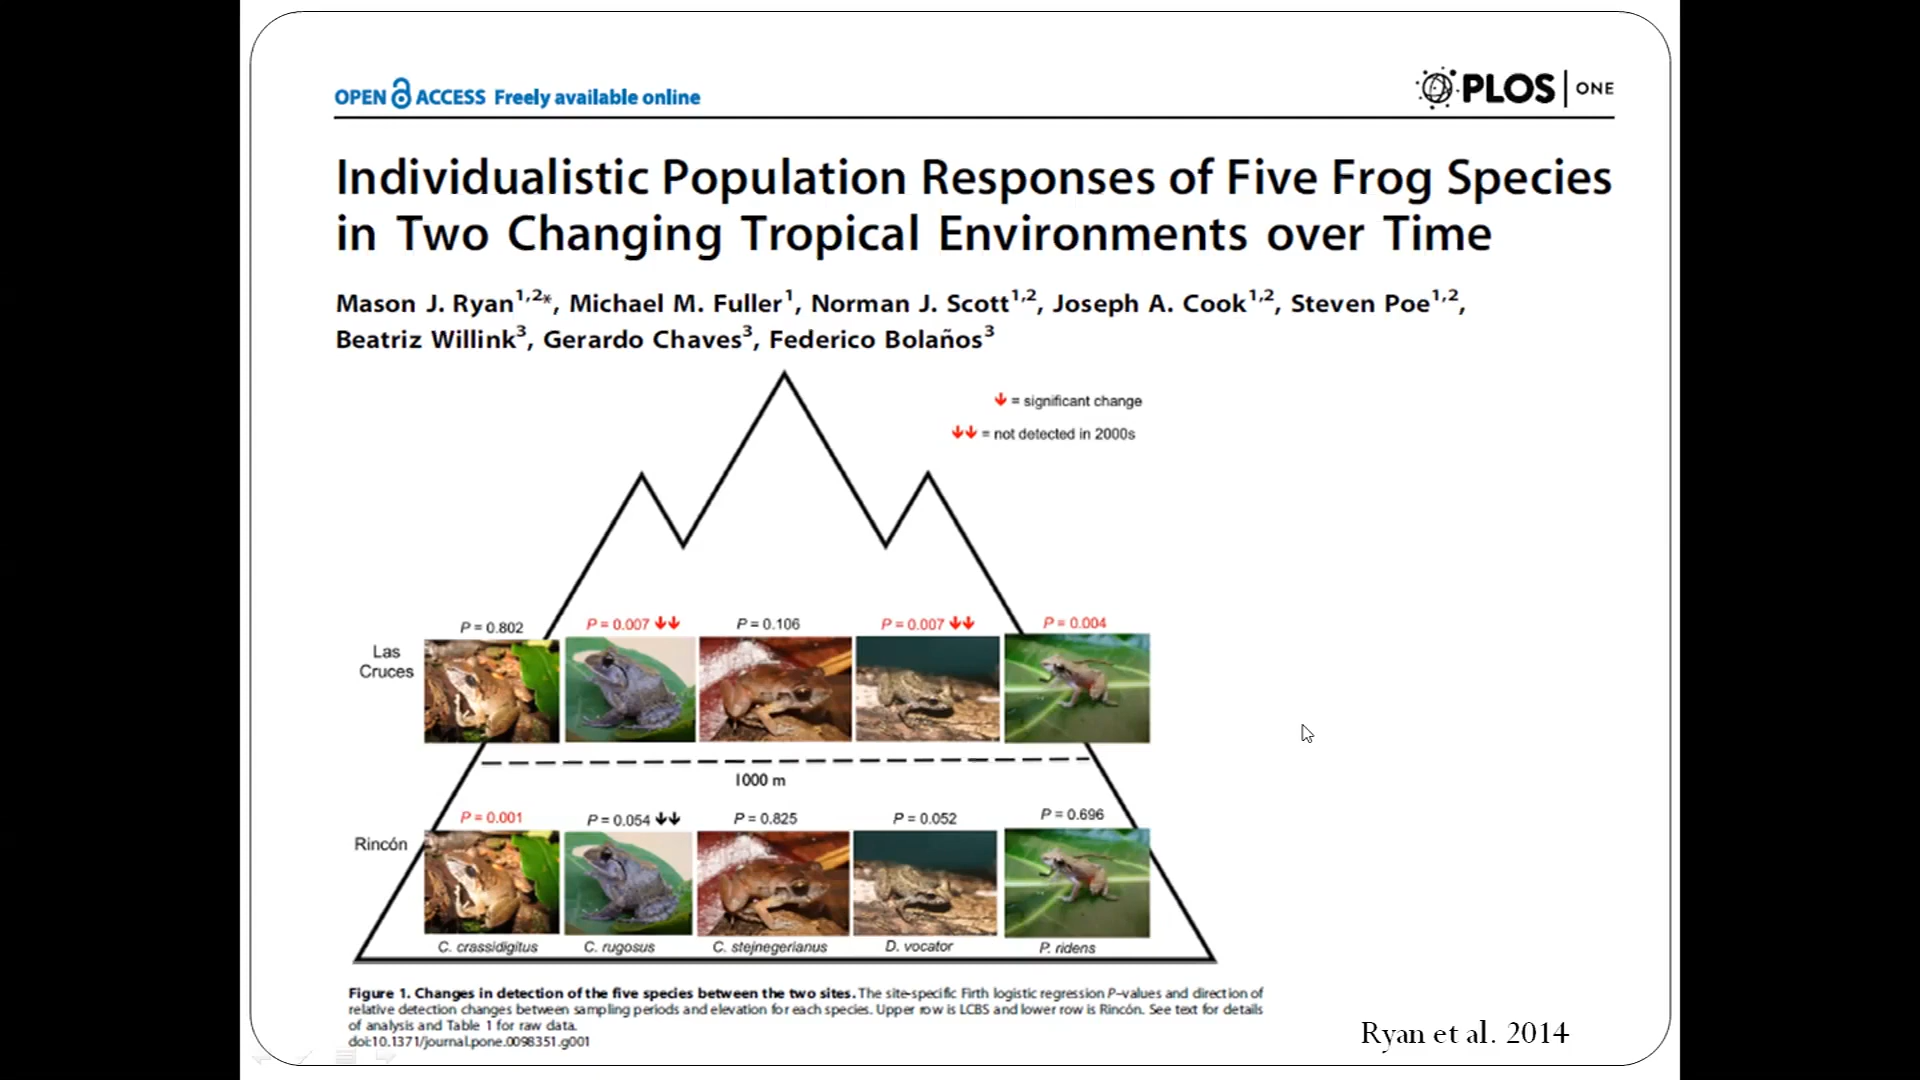 OPEN ACCESS Freely available online
PLOS ONE
Individualistic Population Responses of Five Frog Species
in Two Changing Tropical Environments over Time
Mason J. Ryan1,2*, Michael M. Fuller1, Norman J. Scott1,2, Joseph A. Cook1,2, Steven Poe1,2,
Beatriz Willink3, Gerardo Chaves3, Federico Bolaños3
↓ = significant change
↓↓ = not detected in 2000s
P = 0.802
P = 0.007 ↓↓
P = 0.106
P = 0.007 ↓↓
P = 0.004
Las
Cruces
1000 m
P = 0.001
P = 0.054 ↓↓
P = 0.825
P = 0.052
P = 0.696
Rincón
C. crassidigitus
C. rugosus
C. stejnegerianus
D. vocator
P. ridens
Figure 1. Changes in detection of the five species between the two sites. The site-specific Firth logistic regression P-values and direction of
relative detection changes between sampling periods and elevation for each species. Upper row is LCBS and lower row is Rincón. See text for details
of analysis and Table 1 for raw data.
doi:10.1371/journal.pone.0098351.g001
Ryan et al. 2014